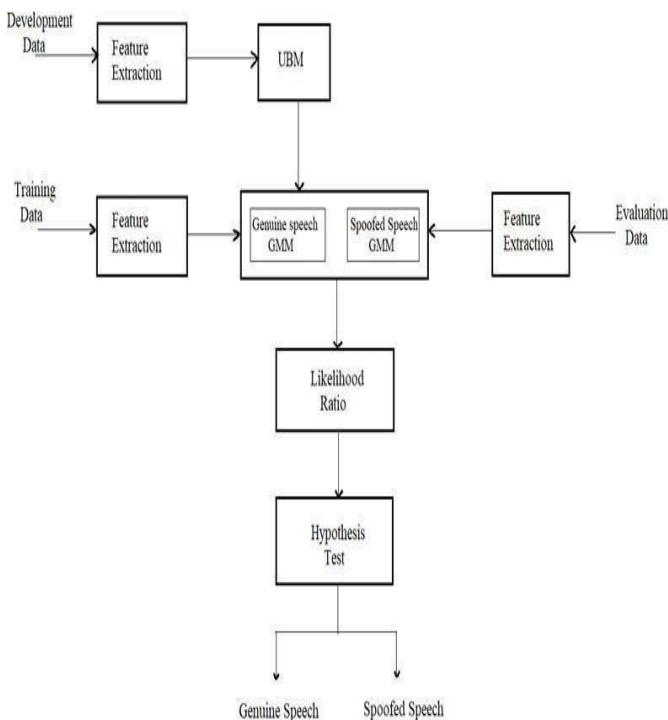 Development
Data
Feature
Extraction
UBM
Training
Data
Feature
Extraction
Genuine speech
GMM
Spoofed Speech
GMM
Feature
Extraction
Evaluation
Data
Likelihood
Ratio
Hypothesis
Test
Genuine Speech
Spoofed Speech